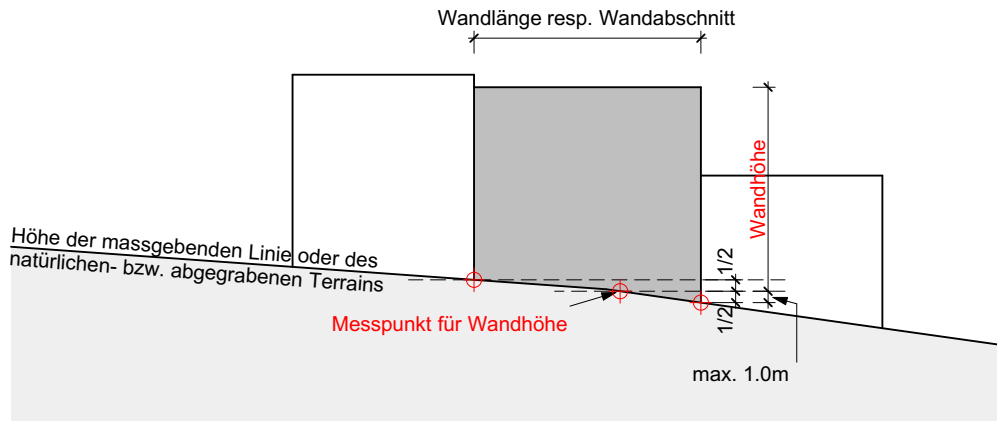 Wandlänge resp. Wandabschnitt
Wandhöhe
Höhe der massgebenden Linie oder des
natürlichen- bzw. abgegrabenen Terrains
1/2
1/2
Messpunkt für Wandhöhe
max. 1.0m